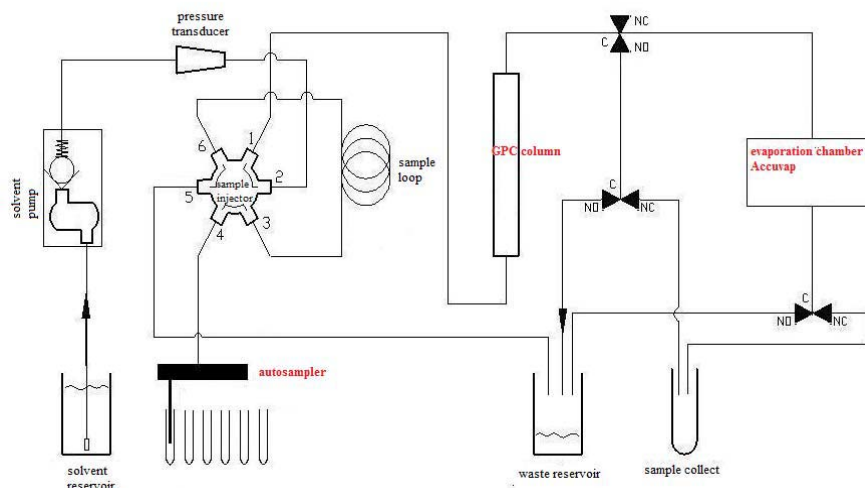 pressure
transducer
NC
C
NO
1
6
2
5
3
4
sample
injector
sample
loop
GPC column
evaporation chamber
Accuvap
solvent
pump
C
NO
NC
C
NO
NC
autosampler
solvent
reservoir
waste reservoir
sample collect